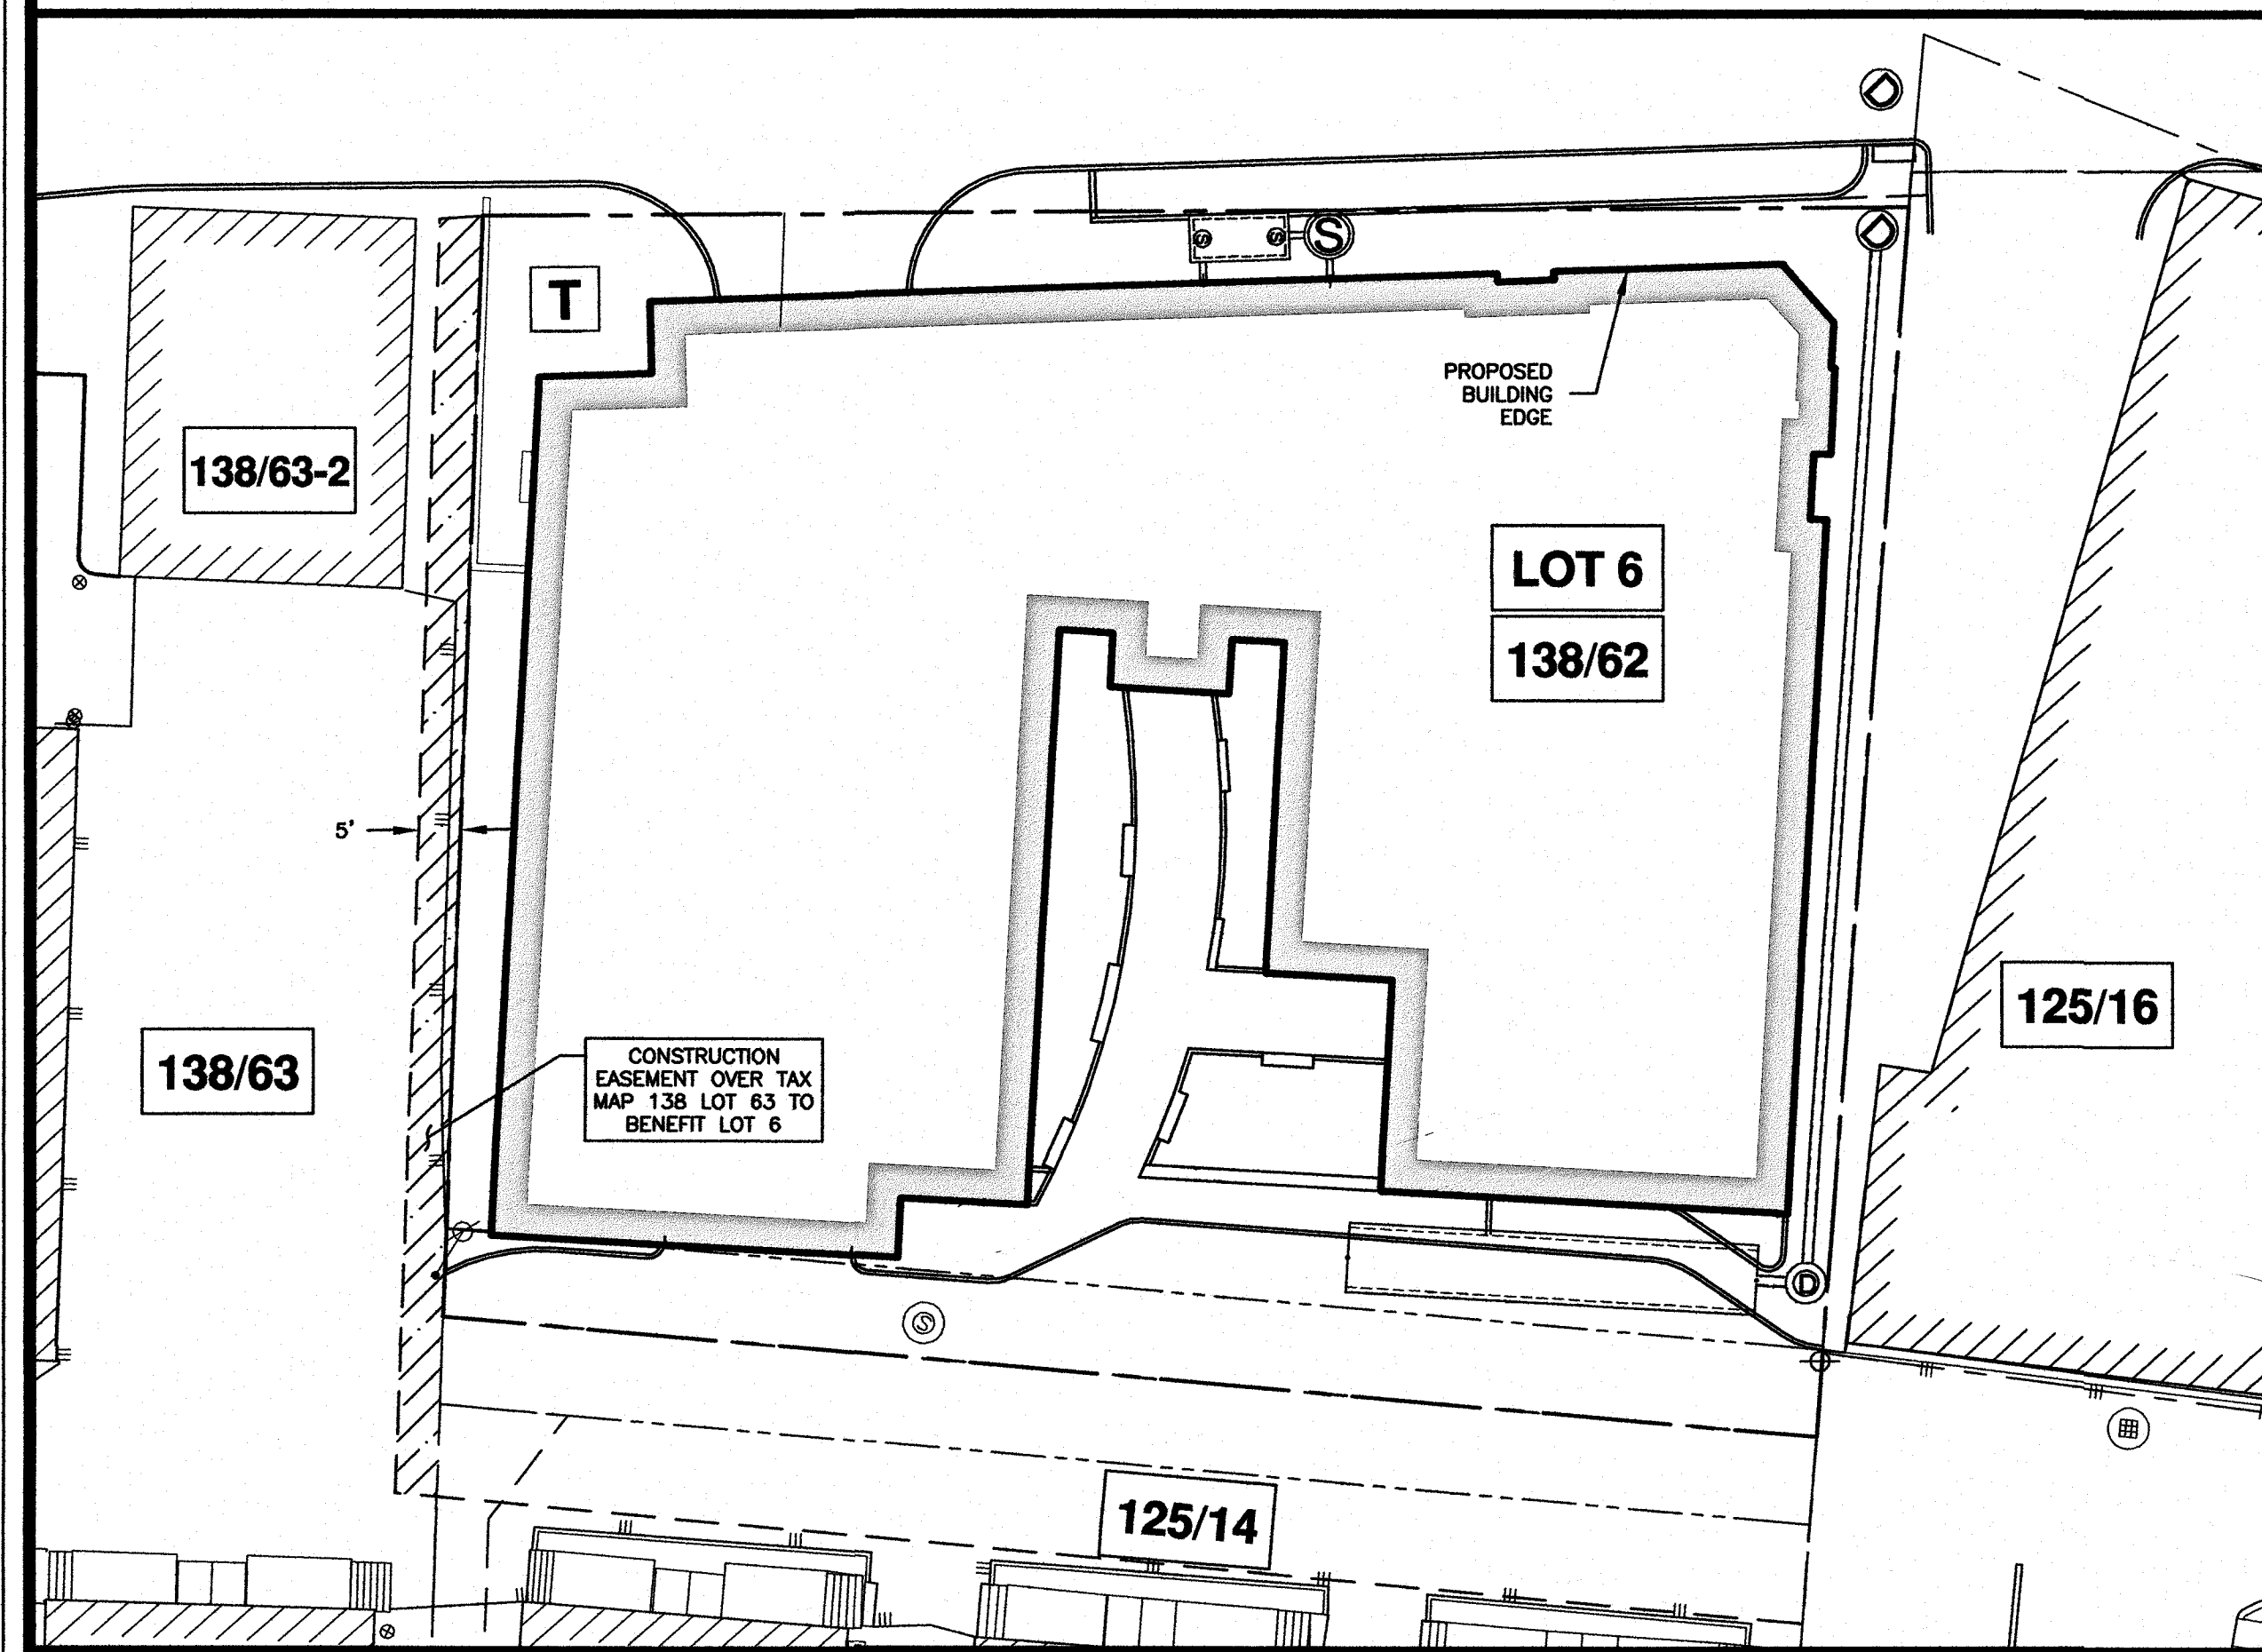 D
S
S
S
D
T
PROPOSED
BUILDING
EDGE
138/63-2
LOT 6
138/62
5'
125/16
138/63
CONSTRUCTION
EASEMENT OVER TAX
MAP 138 LOT 63 TO
BENEFIT LOT 6
D
S
125/14